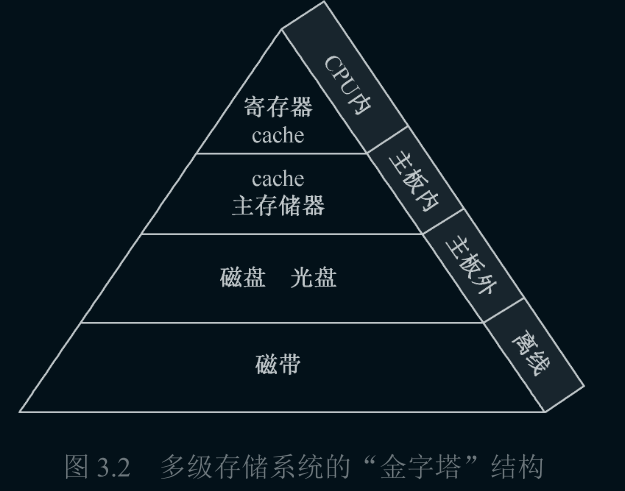 CPU内
寄存器
cache
主板内
cache
主存储器
主板外
磁盘 光盘
离线
磁带
图 3.2 多级存储系统的“金字塔”结构